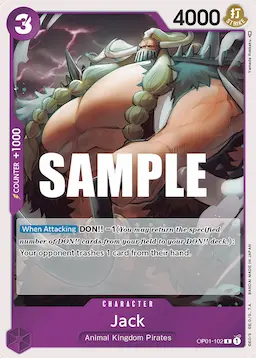 3
4000
打
STRIKE
COUNTER +1000
SAMPLE
When Attacking DON!! −1 (You may return the specified
number of DON!! cards from your field to your DON!! deck.):
Your opponent trashes 1 card from their hand.
CHARACTER
Jack
Animal Kingdom Pirates
OP01-102 R 1